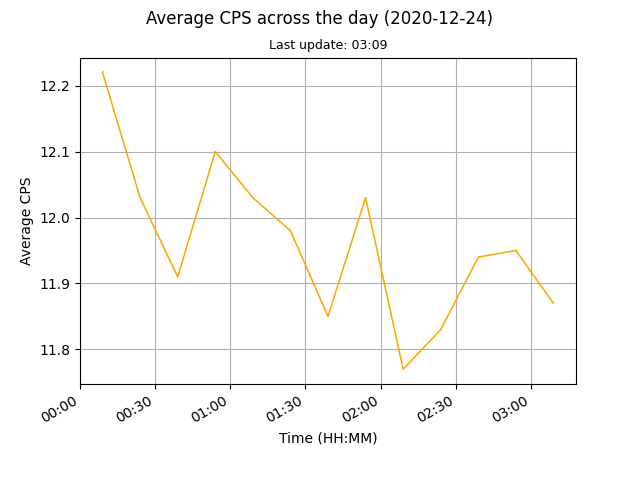 Average CPS across the day (2020-12-24)
Last update: 03:09
12.2
12.1
12.0
11.9
11.8
Average CPS
00:00 00:30 01:00 01:30 02:00 02:30 03:00
Time (HH:MM)